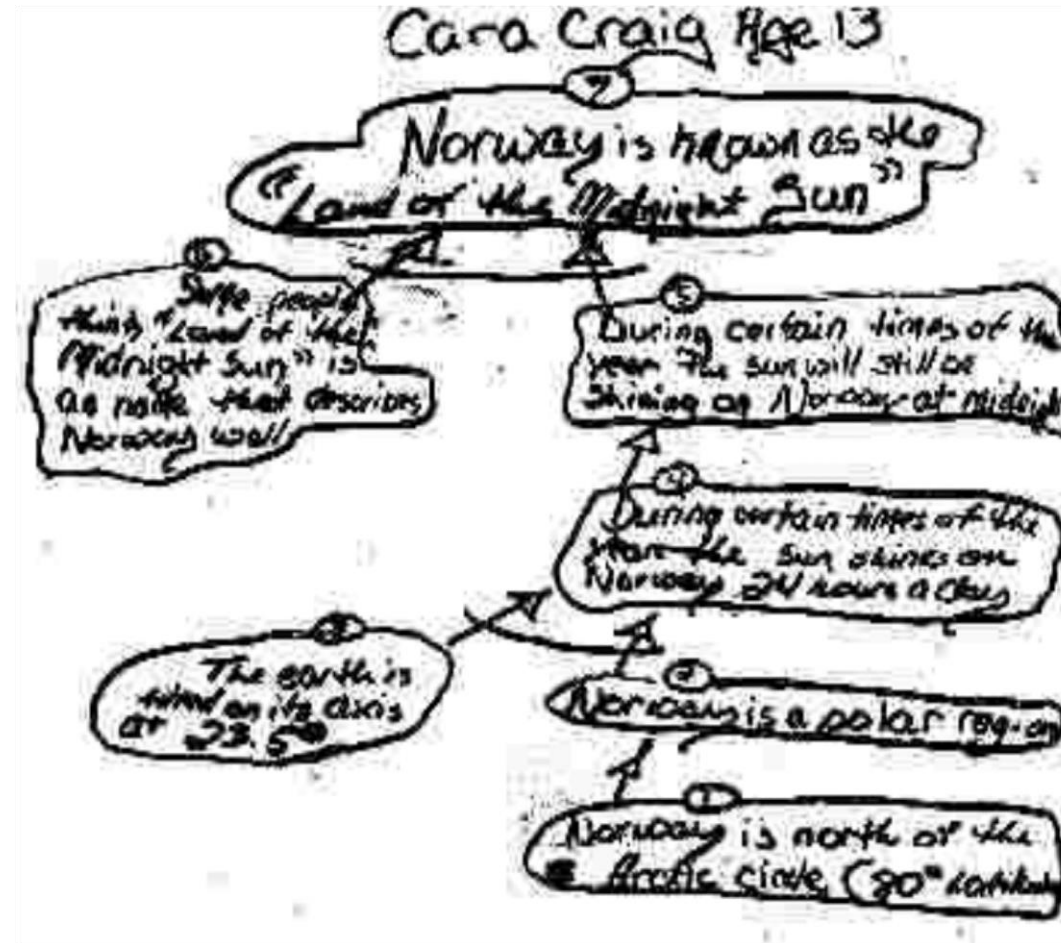 Cara Craig Age 13
7
Norway is known as the
"Land of the Midnight Sun"
6
Some people
think "Land of the
Midnight Sun" is
a name that describes
Norway well
5
During certain times of the
year the sun will still be
Shining on Norway at midnight
4
During certain times of the
year the sun shines on
Norway 24 hours a day
3
The earth is
tilted on its axis
at 23.5°
2
Norway is a polar region
1
Norway is north of the
Arctic circle (80°